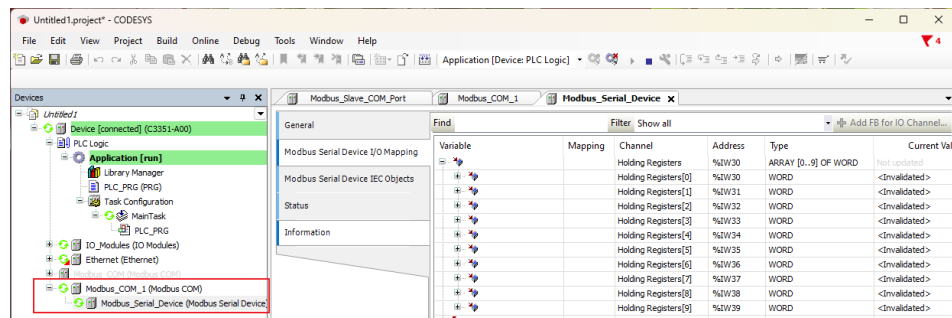 Untitled1.project* - CODESYS
File Edit View Project Build Online Debug Tools Window Help
4
Application [Device: PLC Logic]
Devices
Modbus_Slave_COM_Port
Modbus_COM_1
Modbus_Serial_Device
Untitled1
Device [connected] (C3351-A00)
PLC Logic
Application [run]
Library Manager
PLC_PRG (PRG)
Task Configuration
MainTask
PLC_PRG
IO_Modules (IO Modules)
Ethernet (Ethernet)
Modbus_COM (Modbus COM)
Modbus_COM_1 (Modbus COM)
Modbus_Serial_Device (Modbus Serial Device)
General
Modbus Serial Device I/O Mapping
Modbus Serial Device IEC Objects
Status
Information
Find Filter Show all Add FB for IO Channel...
Variable Mapping Channel Address Type Current Val
Holding Registers %IW30 ARRAY [0..9] OF WORD Not updated
Holding Registers[0] %IW30 WORD <Invalidated>
Holding Registers[1] %IW31 WORD <Invalidated>
Holding Registers[2] %IW32 WORD <Invalidated>
Holding Registers[3] %IW33 WORD <Invalidated>
Holding Registers[4] %IW34 WORD <Invalidated>
Holding Registers[5] %IW35 WORD <Invalidated>
Holding Registers[6] %IW36 WORD <Invalidated>
Holding Registers[7] %IW37 WORD <Invalidated>
Holding Registers[8] %IW38 WORD <Invalidated>
Holding Registers[9] %IW39 WORD <Invalidated>